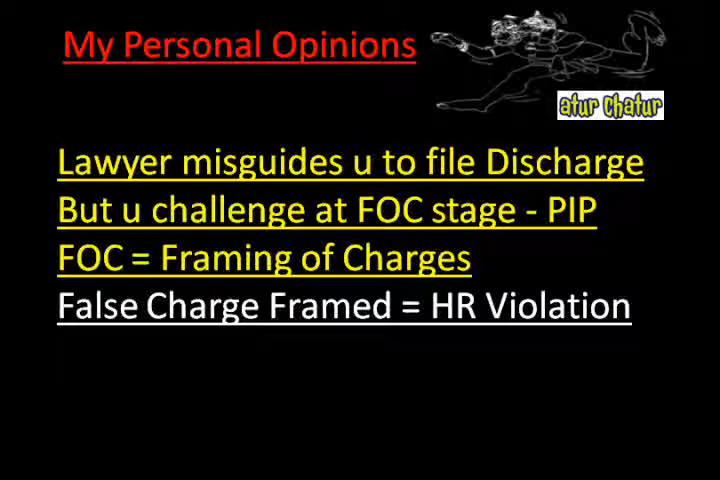 My Personal Opinions
atur chatur
Lawyer misguides u to file Discharge
But u challenge at FOC stage - PIP
FOC = Framing of Charges
False Charge Framed = HR Violation